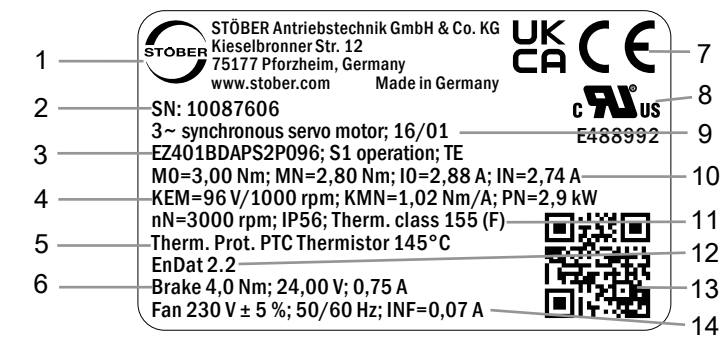 STÖBER
STÖBER Antriebstechnik GmbH & Co. KG
Kieselbronner Str. 12
75177 Pforzheim, Germany
www.stober.com Made in Germany
UK CA CE
1
7
c RU US
8
2
SN: 10087606
3~ synchronous servo motor; 16/01
E488992
9
3
EZ401BDAPS2P096; S1 operation; TE
M0=3,00 Nm; MN=2,80 Nm; I0=2,88 A; IN=2,74 A
10
4
KEM=96 V/1000 rpm; KMN=1,02 Nm/A; PN=2,9 kW
nN=3000 rpm; IP56; Therm. class 155 (F)
11
5
Therm. Prot. PTC Thermistor 145°C
EnDat 2.2
12
6
Brake 4,0 Nm; 24,00 V; 0,75 A
13
Fan 230 V ± 5 %; 50/60 Hz; INF=0,07 A
14